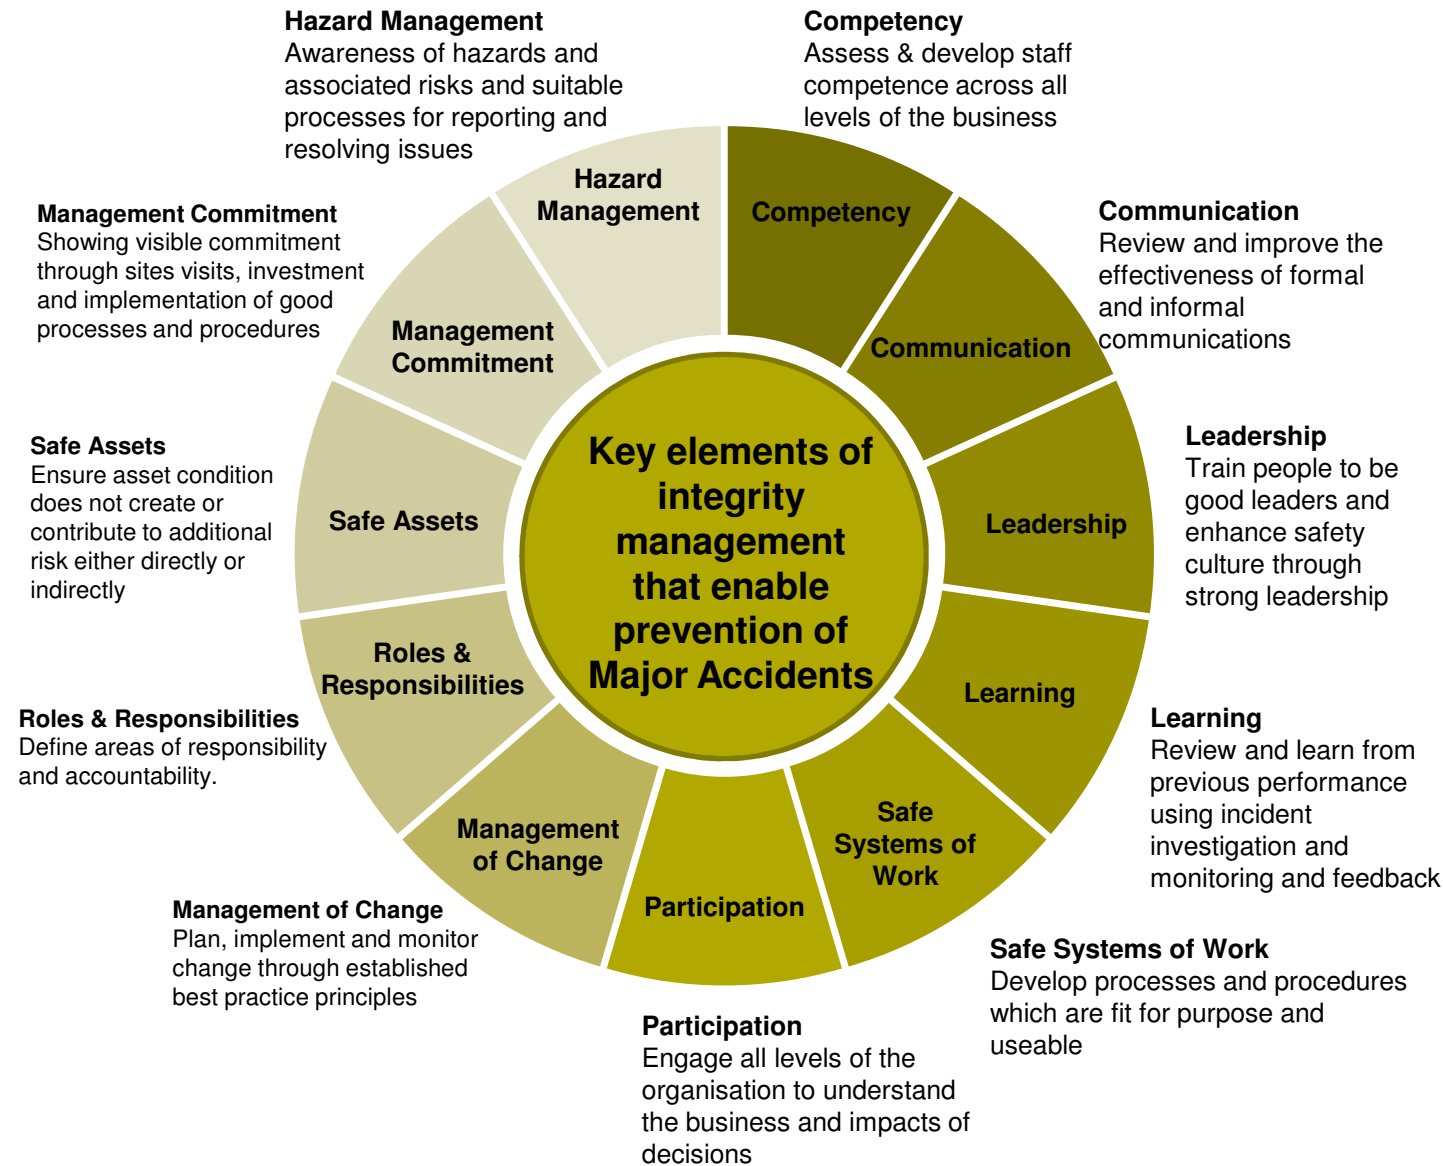 Hazard Management
Awareness of hazards and
associated risks and suitable
processes for reporting and
resolving issues
Competency
Assess & develop staff
competence across all
levels of the business
Communication
Review and improve the
effectiveness of formal
and informal
communications
Leadership
Train people to be
good leaders and
enhance safety
culture through
strong leadership
Learning
Review and learn from
previous performance
using incident
investigation and
monitoring and feedback
Safe Systems of Work
Develop processes and procedures
which are fit for purpose and
useable
Participation
Engage all levels of the
organisation to understand
the business and impacts of
decisions
Management of Change
Plan, implement and monitor
change through established
best practice principles
Roles & Responsibilities
Define areas of responsibility
and accountability.
Safe Assets
Ensure asset condition
does not create or
contribute to additional
risk either directly or
indirectly
Management Commitment
Showing visible commitment
through sites visits, investment
and implementation of good
processes and procedures
Hazard
Management
Competency
Communication
Leadership
Learning
Safe
Systems of
Work
Participation
Management
of Change
Roles &
Responsibilities
Safe Assets
Management
Commitment
Key elements of
integrity
management
that enable
prevention of
Major Accidents